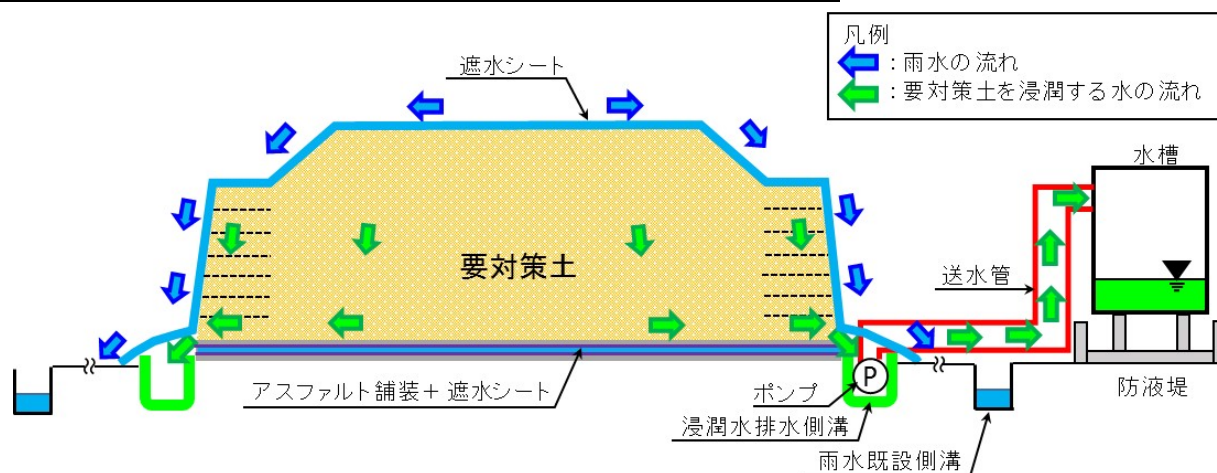 凡例
：雨水の流れ
：要対策土を浸潤する水の流れ
遮水シート
水槽
要対策土
送水管
アスファルト舗装＋遮水シート
ポンプ
P
防液堤
浸潤水排水側溝
雨水既設側溝